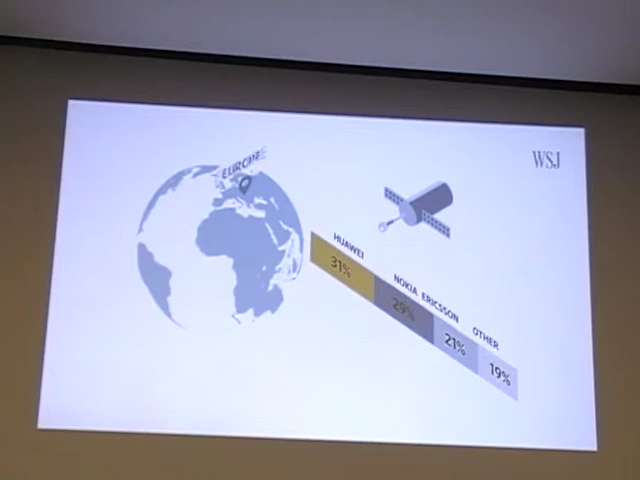 WSJ
EUROPE
HUAWEI
31%
NOKIA
29%
ERICSSON
21%
OTHER
19%